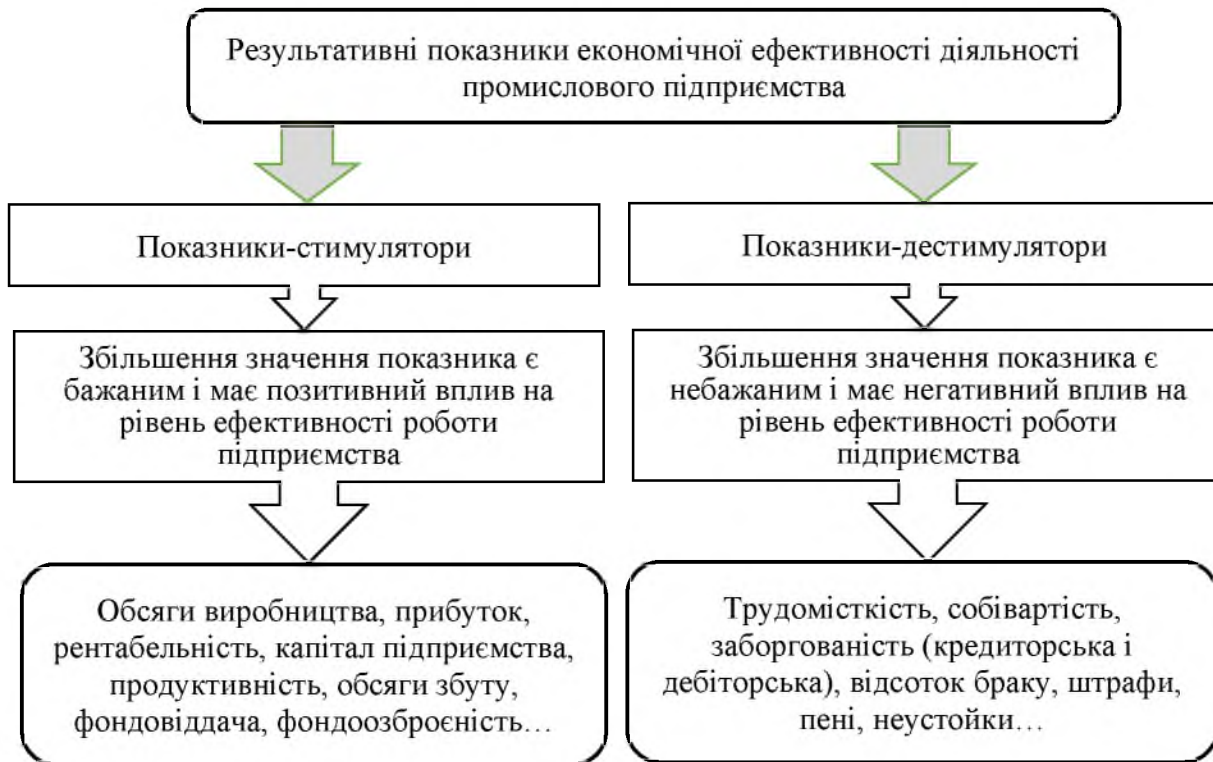 Результативні показники економічної ефективності діяльності
промислового підприємства
Показники-стимулятори
Показники-дестимулятори
Збільшення значення показника є
бажаним і має позитивний вплив на
рівень ефективності роботи
підприємства
Збільшення значення показника є
небажаним і має негативний вплив на
рівень ефективності роботи
підприємства
Обсяги виробництва, прибуток,
рентабельність, капітал підприємства,
продуктивність, обсяги збуту,
фондовіддача, фондоозброєність…
Трудомісткість, собівартість,
заборгованість (кредиторська і
дебіторська), відсоток браку, штрафи,
пені, неустойки…